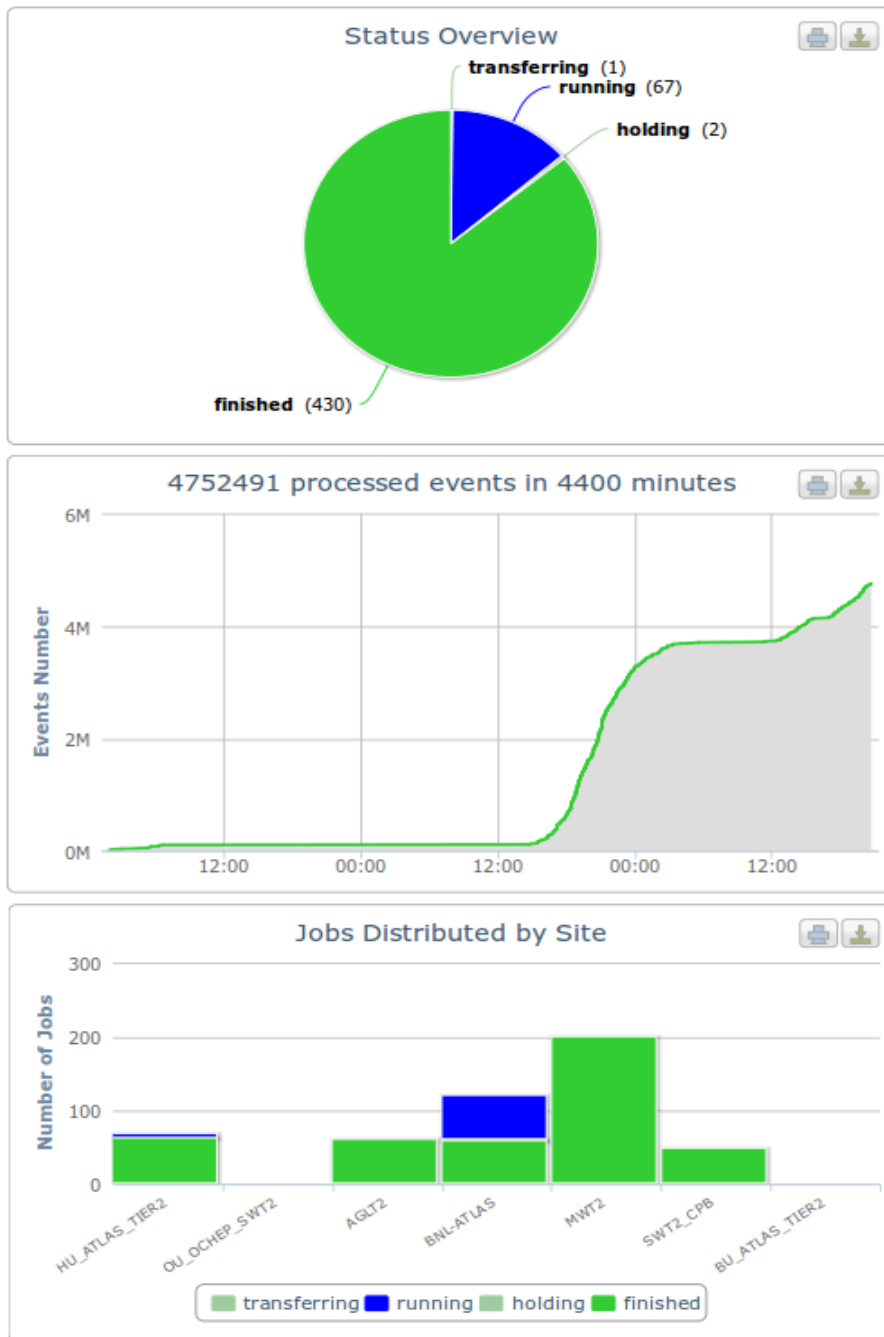 Status Overview
transferring (1)
running (67)
holding (2)
finished (430)
4752491 processed events in 4400 minutes
Events Number
6M
4M
2M
0M
12:00 00:00 12:00 00:00 12:00
Jobs Distributed by Site
Number of Jobs
300
200
100
0
HU_ATLAS_TIER2 OU_OCHEP_SWT2 AGLT2 BNL-ATLAS MWT2 SWT2_CPB BU_ATLAS_TIER2
transferring running holding finished